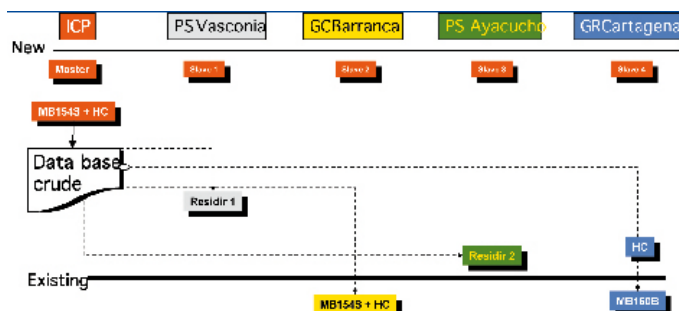 ICP PS Vasconia GCBarranca PS Ayacucho GRCartagena
New
Master Slave 1 Slave 2 Slave 3 Slave 4
MB154S + HC
Data base
crude
Residir 1
HC
Residir 2
Existing
MB154S + HC MB160B